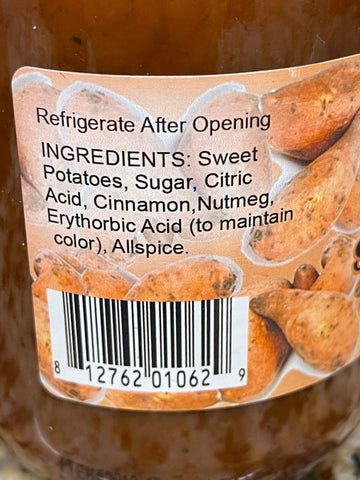 Refrigerate After Opening
INGREDIENTS: Sweet
Potatoes, Sugar, Citric
Acid, Cinnamon,Nutmeg,
Erythorbic Acid (to maintain
color), Allspice.
8 12762 01062 9